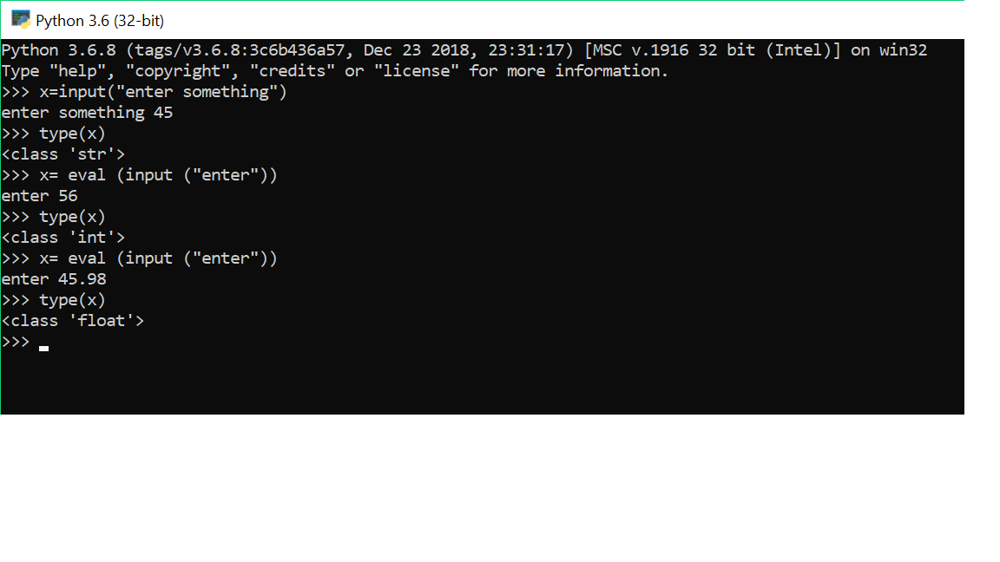 Python 3.6 (32-bit)
Python 3.6.8 (tags/v3.6.8:3c6b436a57, Dec 23 2018, 23:31:17) [MSC v.1916 32 bit (Intel)] on win32
Type "help", "copyright", "credits" or "license" for more information.
>>> x=input("enter something")
enter something 45
>>> type(x)
<class 'str'>
>>> x= eval (input ("enter"))
enter 56
>>> type(x)
<class 'int'>
>>> x= eval (input ("enter"))
enter 45.98
>>> type(x)
<class 'float'>
>>>